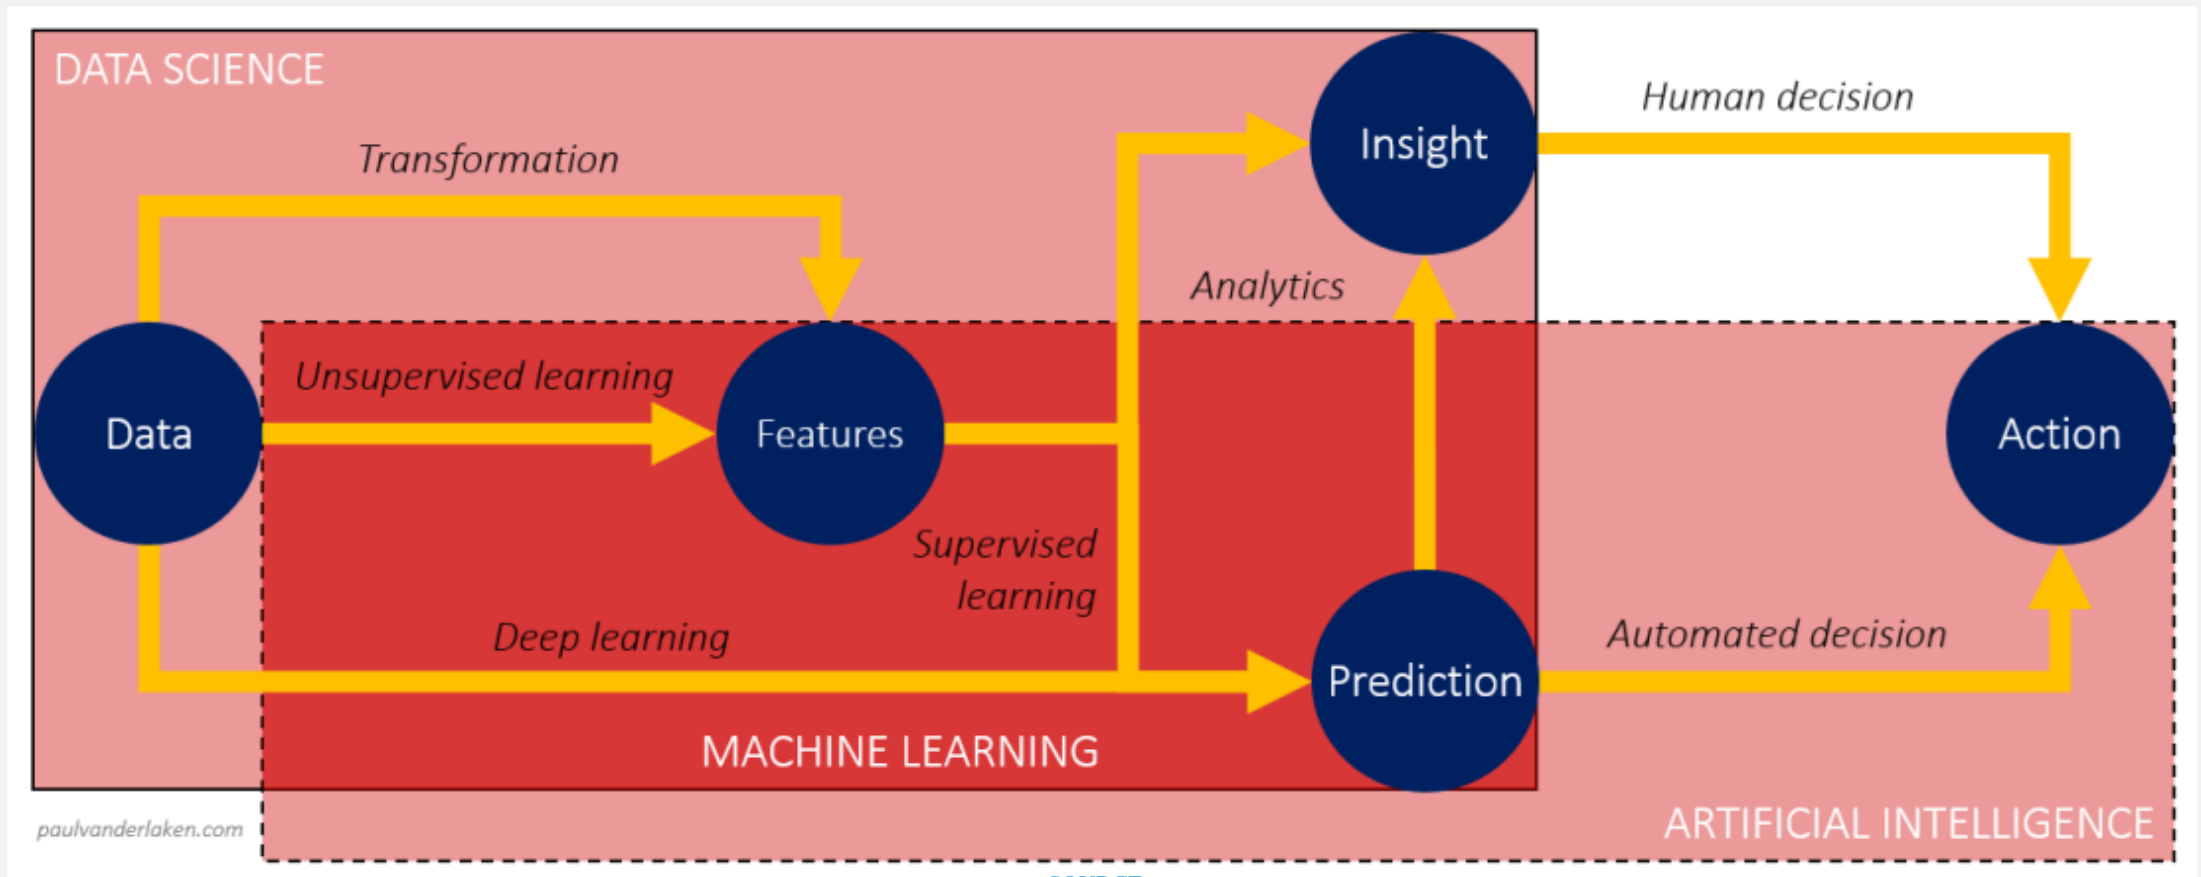 DATA SCIENCE
Human decision
Insight
Transformation
Analytics
Unsupervised learning
Data
Features
Action
Supervised
learning
Deep learning
Automated decision
Prediction
MACHINE LEARNING
paulvanderlaken.com
ARTIFICIAL INTELLIGENCE